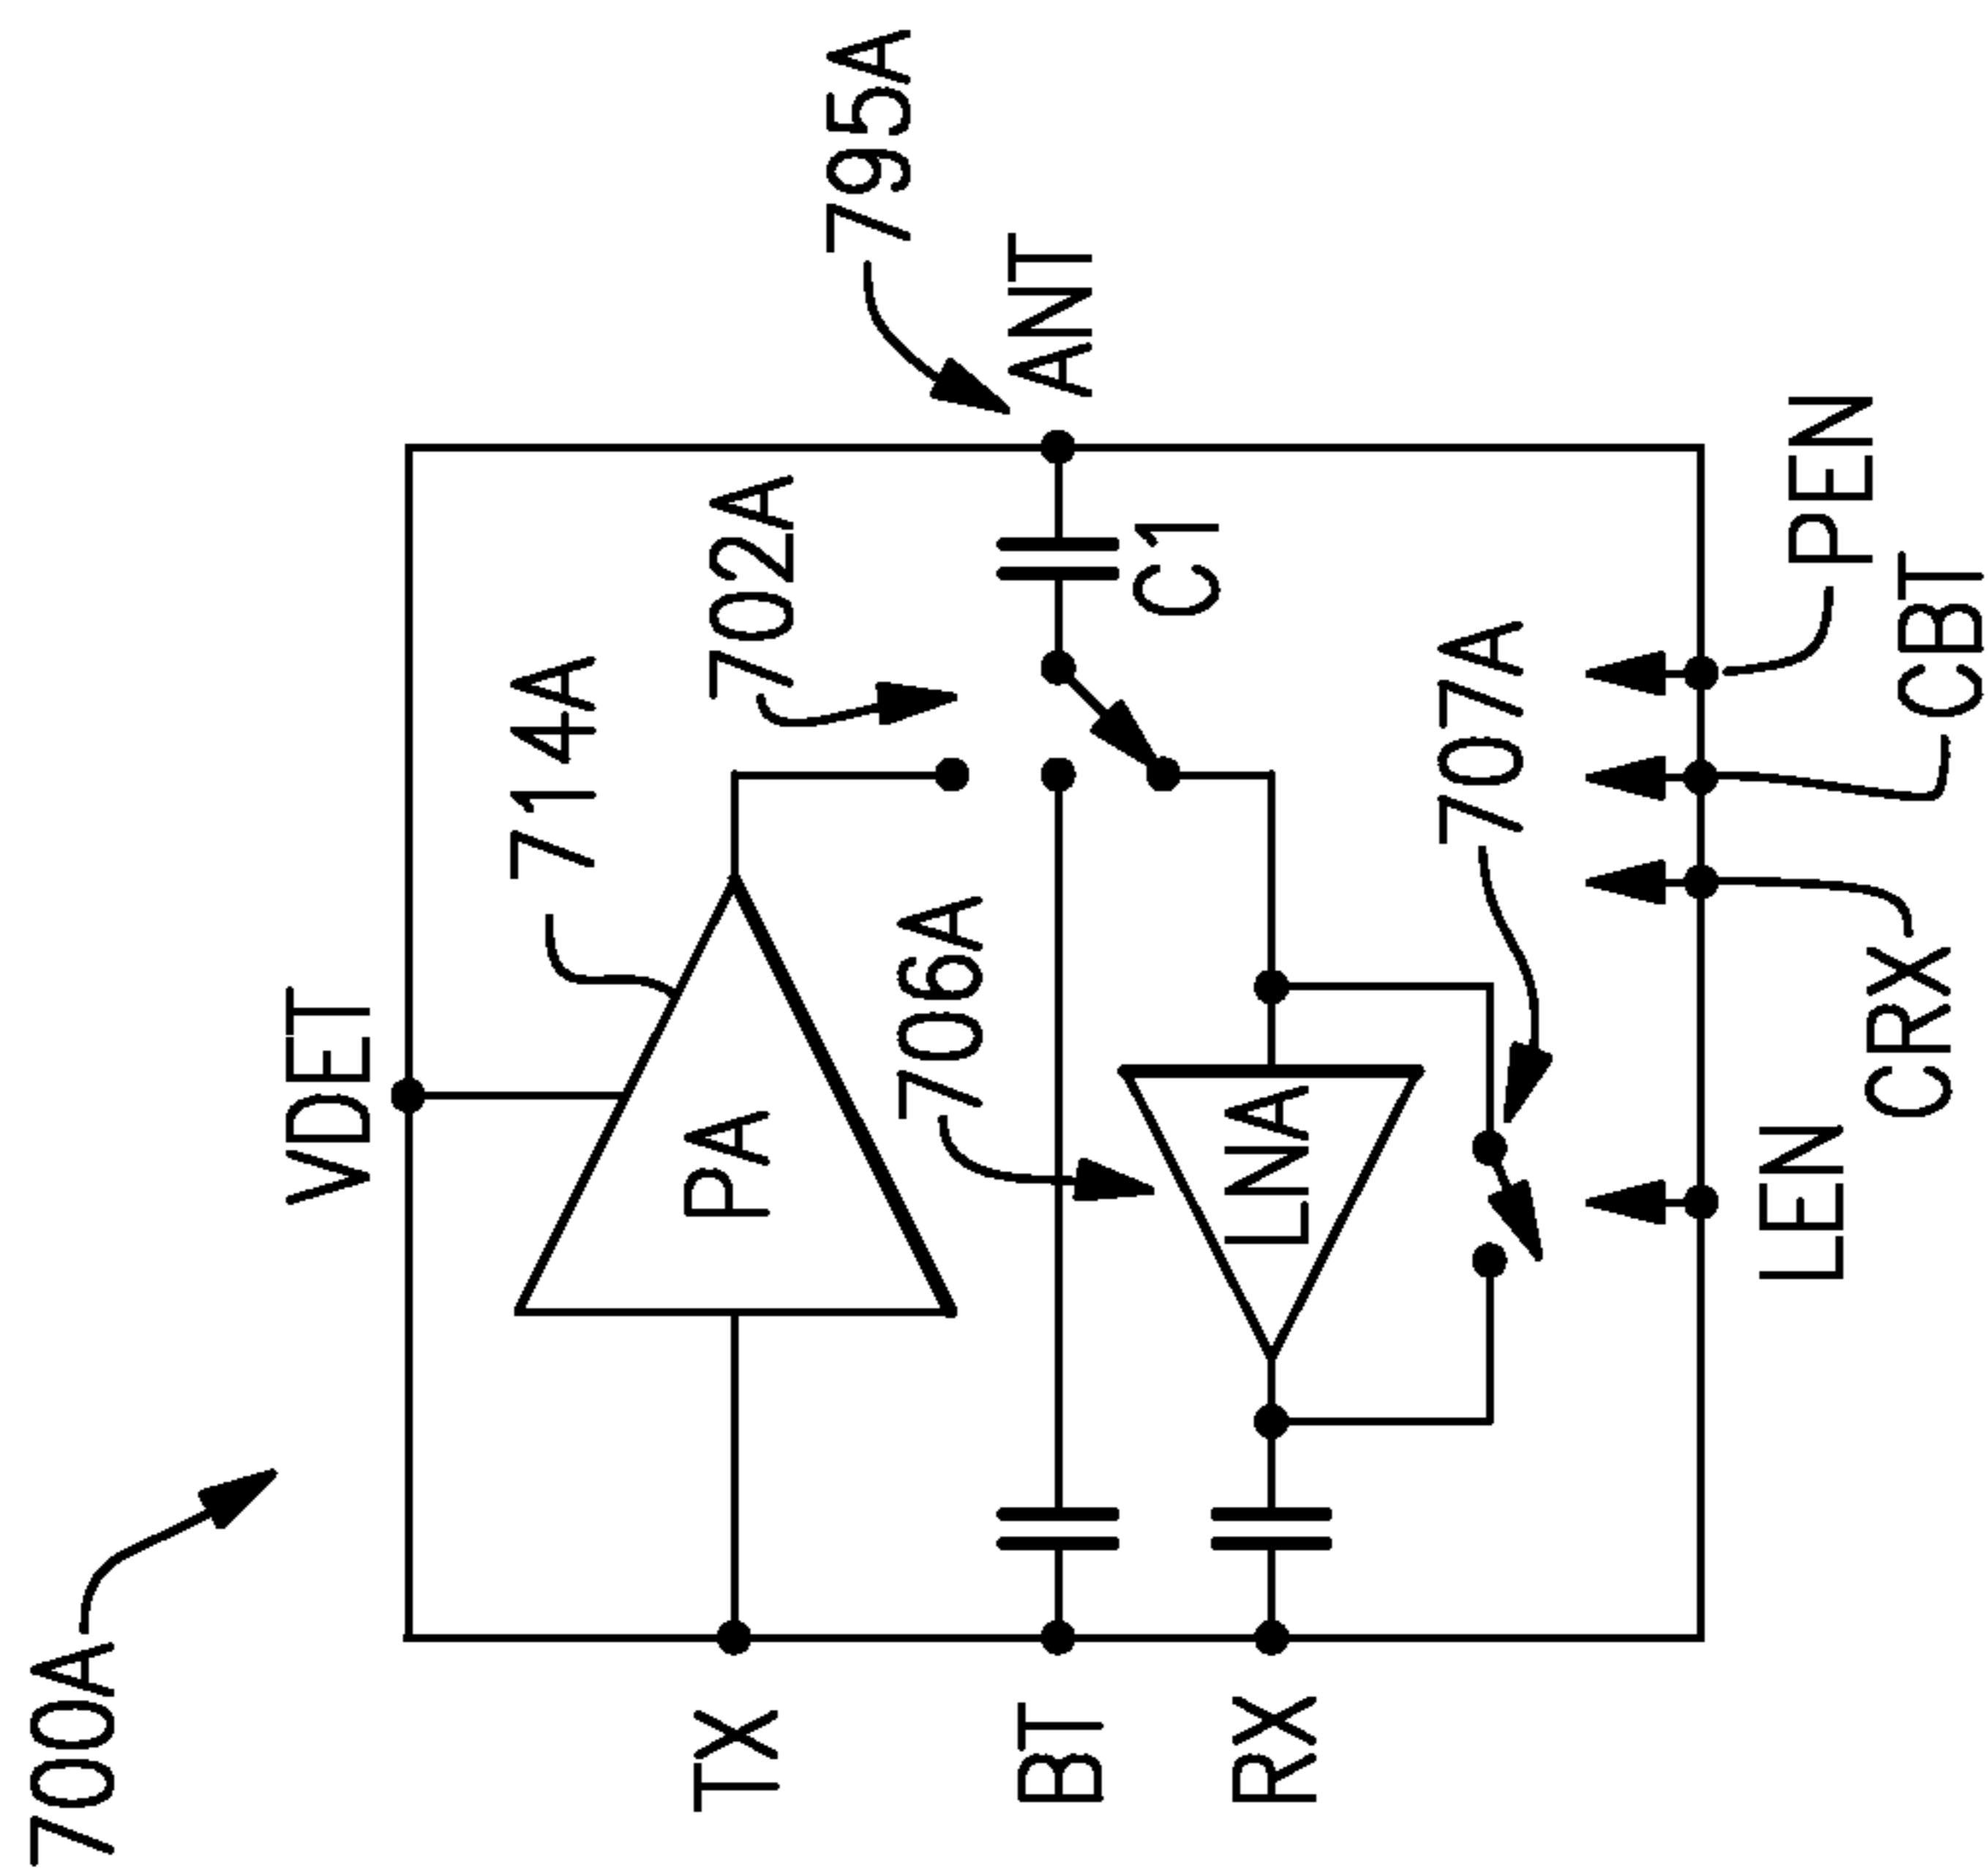 700A
VDET
714A
PA
702A
795A
ANT
C1
706A
LNA
707A
TX
BT
RX
LEN
CRX
CBT
PEN